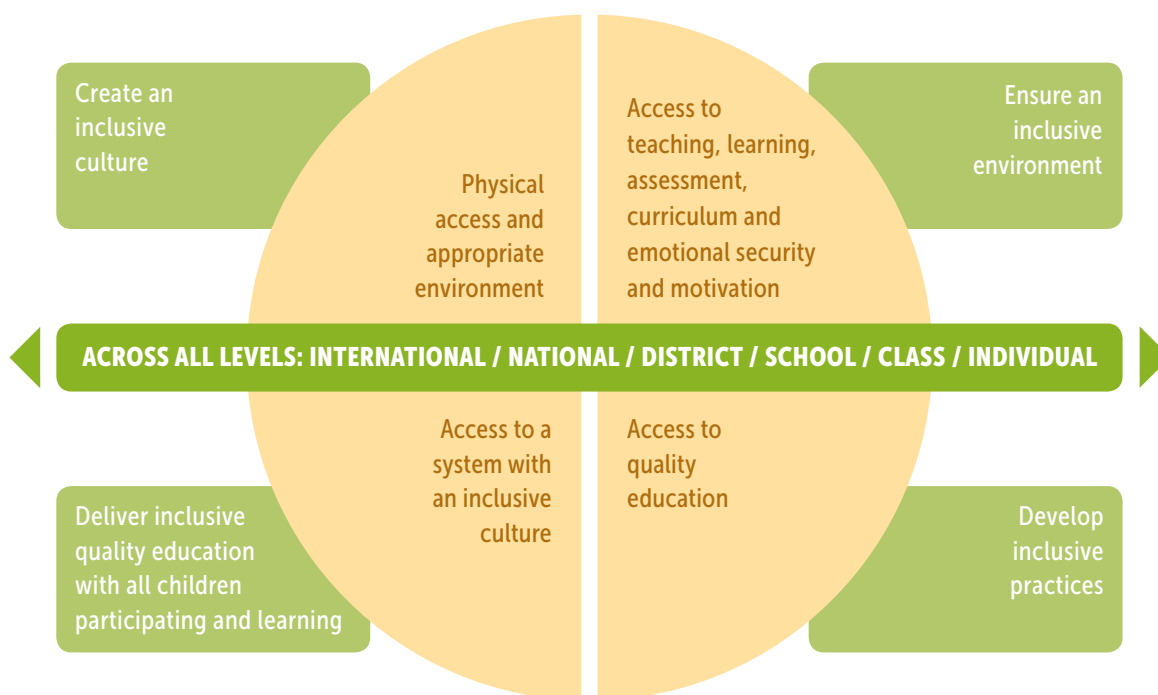 Create an
inclusive
culture
Physical
access and
appropriate
environment
Access to
teaching, learning,
assessment,
curriculum and
emotional security
and motivation
Ensure an
inclusive
environment
ACROSS ALL LEVELS: INTERNATIONAL / NATIONAL / DISTRICT / SCHOOL / CLASS / INDIVIDUAL
Deliver inclusive
quality education
with all children
participating and learning
Access to a
system with
an inclusive
culture
Access to
quality
education
Develop
inclusive
practices